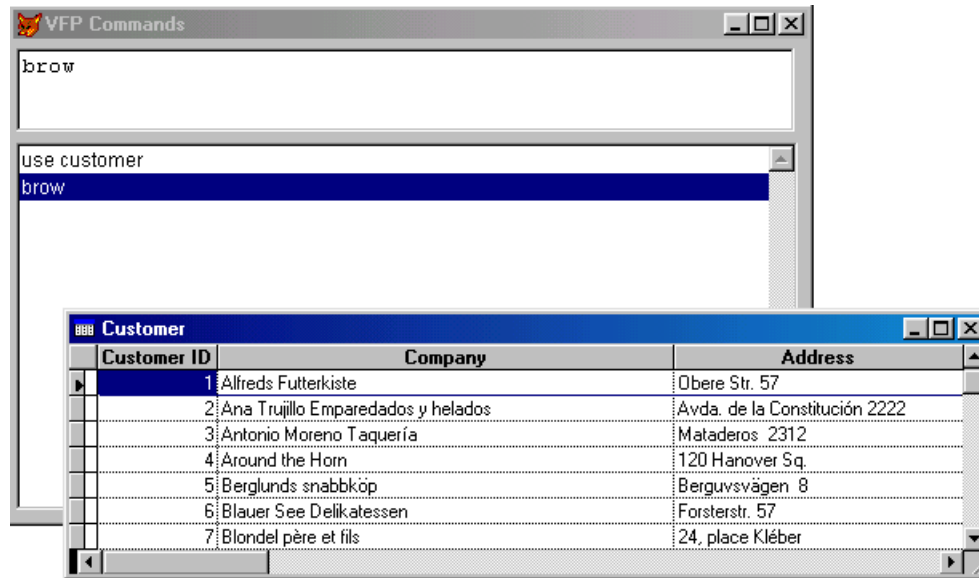 VFP Commands
brow
use customer
brow
Customer
Customer ID Company Address
1 Alfreds Futterkiste Obere Str. 57
2 Ana Trujillo Emparedados y helados Avda. de la Constitución 2222
3 Antonio Moreno Taquería Mataderos 2312
4 Around the Horn 120 Hanover Sq.
5 Berglunds snabbköp Berguvsvägen 8
6 Blauer See Delikatessen Forsterstr. 57
7 Blondel père et fils 24, place Kléber